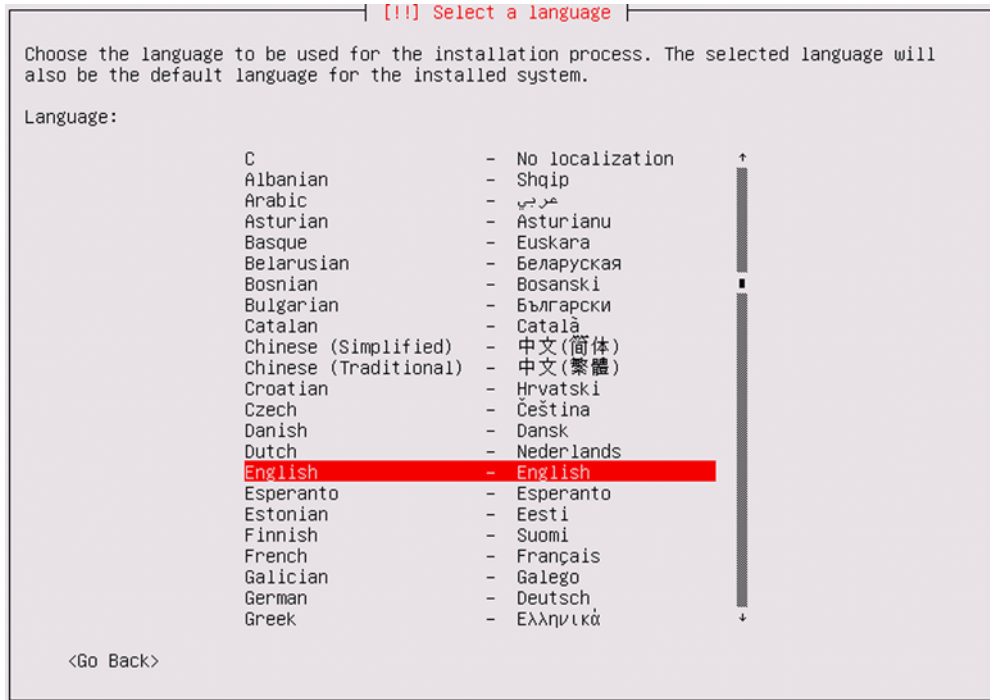 [!!] Select a language
Choose the language to be used for the installation process. The selected language will
also be the default language for the installed system.
Language:
C - No localization
Albanian - Shqip
Arabic - عربي
Asturian - Asturianu
Basque - Euskara
Belarusian - Беларуская
Bosnian - Bosanski
Bulgarian - Български
Catalan - Català
Chinese (Simplified) - 中文(简体)
Chinese (Traditional) - 中文(繁體)
Croatian - Hrvatski
Czech - Čeština
Danish - Dansk
Dutch - Nederlands
English - English
Esperanto - Esperanto
Estonian - Eesti
Finnish - Suomi
French - Français
Galician - Galego
German - Deutsch
Greek - Ελληνικά
<Go Back>